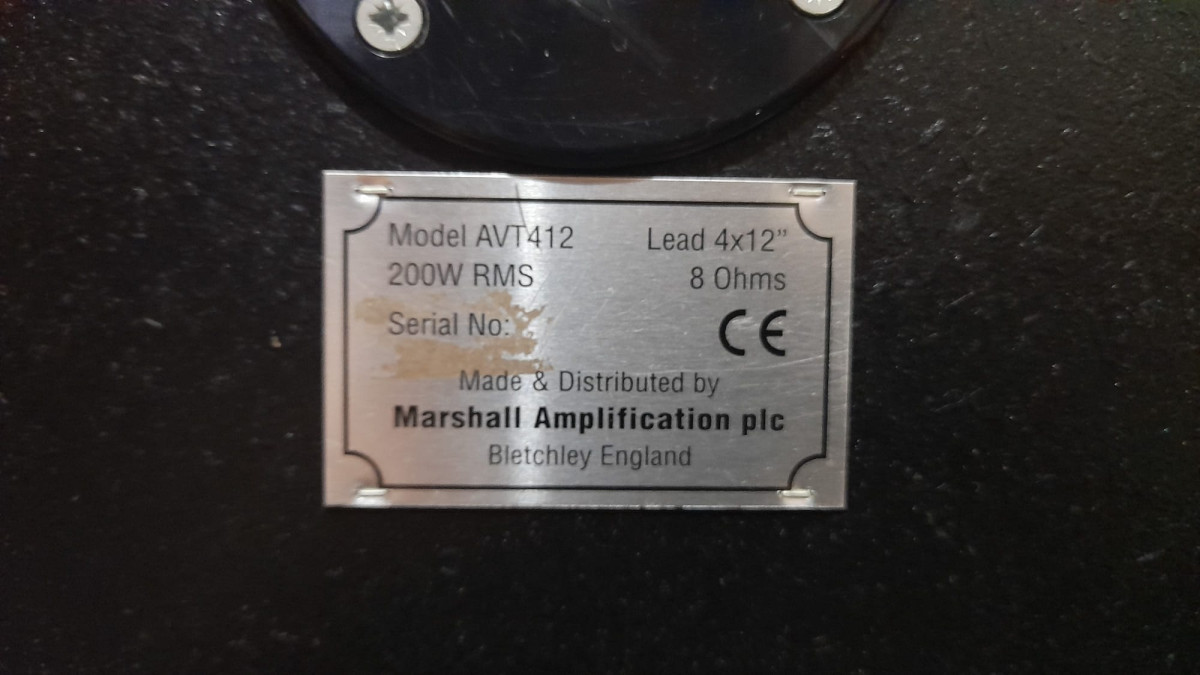 Model AVT412 Lead 4x12”
200W RMS 8 Ohms
Serial No: CE
Made & Distributed by
Marshall Amplification plc
Bletchley England